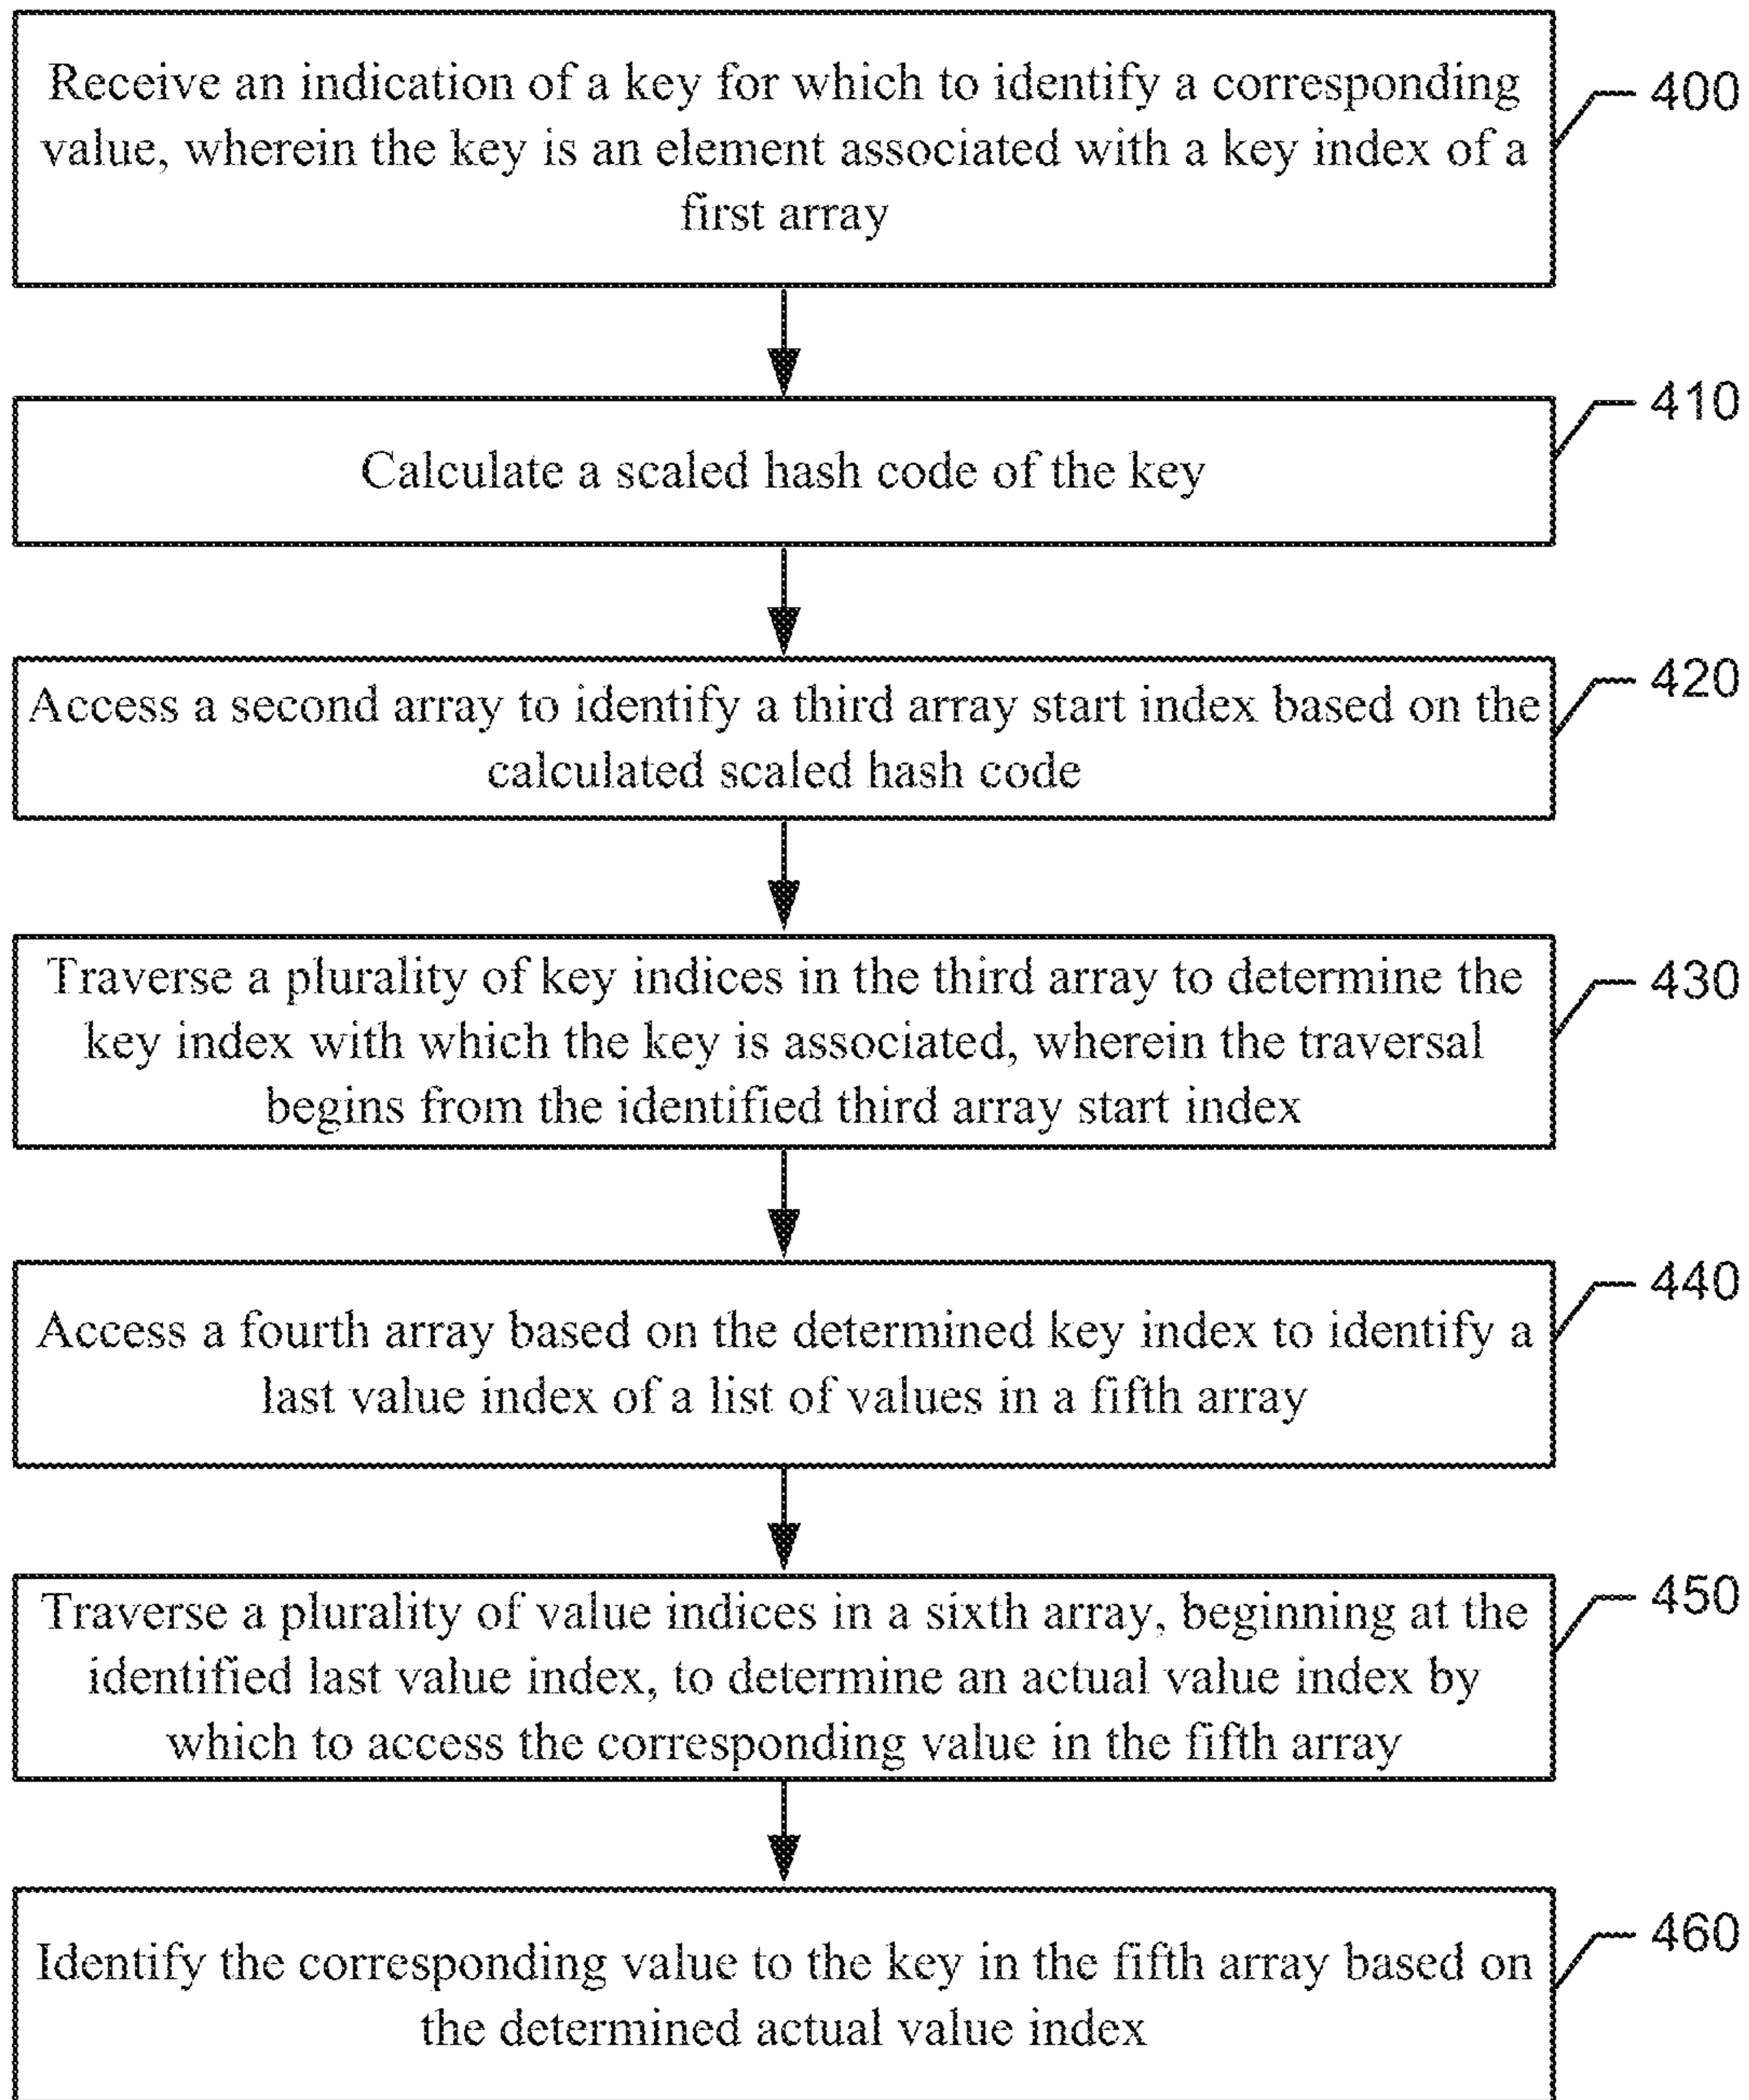 Receive an indication of a key for which to identify a corresponding
value, wherein the key is an element associated with a key index of a
first array
400
Calculate a scaled hash code of the key
410
Access a second array to identify a third array start index based on the
calculated scaled hash code
420
Traverse a plurality of key indices in the third array to determine the
key index with which the key is associated, wherein the traversal
begins from the identified third array start index
430
Access a fourth array based on the determined key index to identify a
last value index of a list of values in a fifth array
440
Traverse a plurality of value indices in a sixth array, beginning at the
identified last value index, to determine an actual value index by
which to access the corresponding value in the fifth array
450
Identify the corresponding value to the key in the fifth array based on
the determined actual value index
460